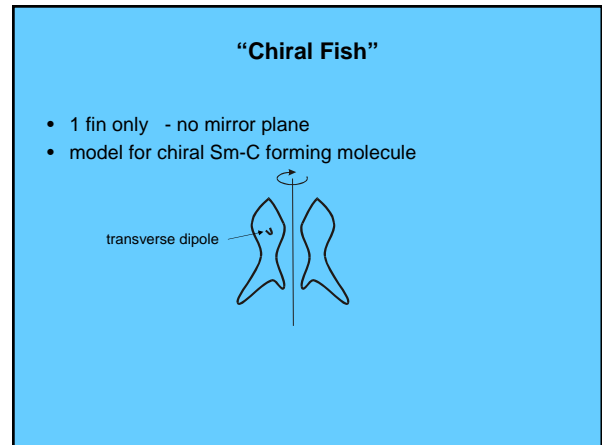 “Chiral Fish”
• 1 fin only - no mirror plane
• model for chiral Sm-C forming molecule
transverse dipole